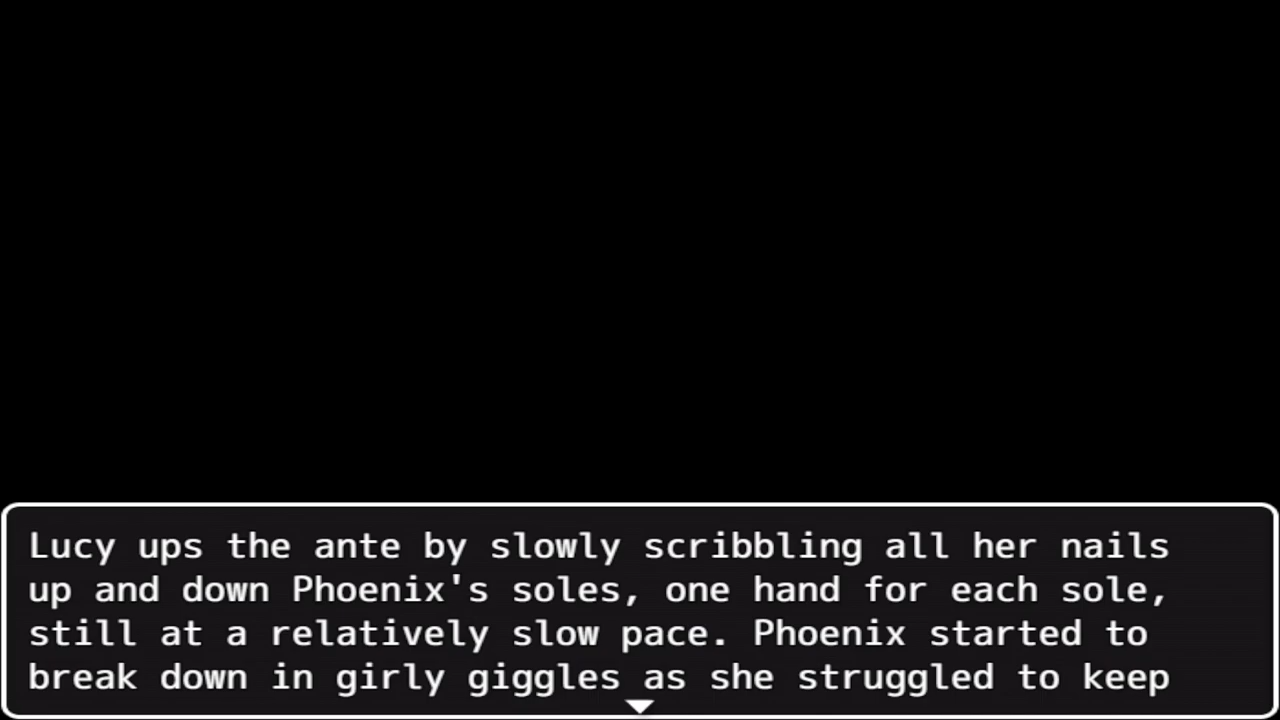 Lucy ups the ante by slowly scribbling all her nails
up and down Phoenix's soles, one hand for each sole,
still at a relatively slow pace. Phoenix started to
break down in girly giggles as she struggled to keep